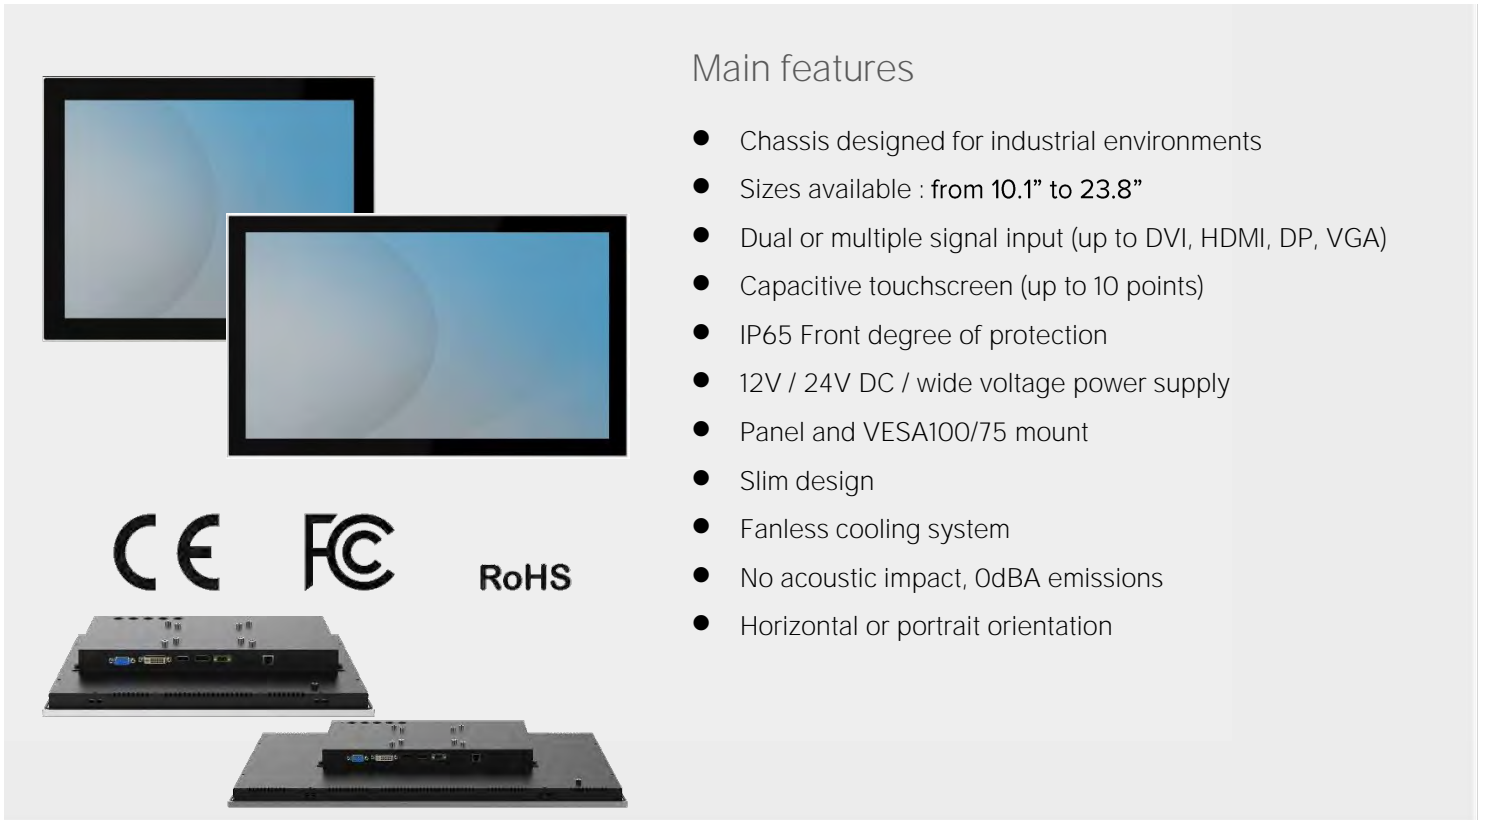 Main features
Chassis designed for industrial environments
Sizes available : from 10.1” to 23.8”
Dual or multiple signal input (up to DVI, HDMI, DP, VGA)
Capacitive touchscreen (up to 10 points)
IP65 Front degree of protection
12V / 24V DC / wide voltage power supply
Panel and VESA100/75 mount
Slim design
Fanless cooling system
No acoustic impact, 0dBA emissions
Horizontal or portrait orientation
CE FC RoHS